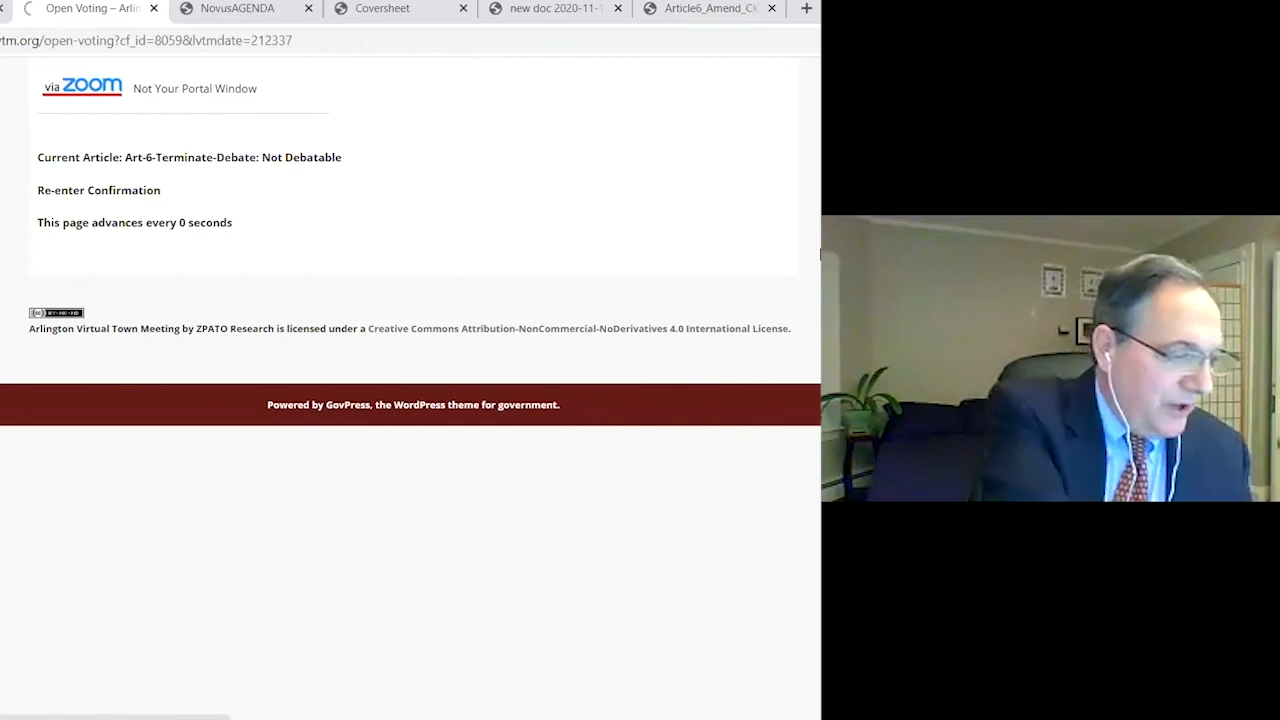 Open Voting – Arlin
NovusAGENDA
Coversheet
new doc 2020-11-1
Article6_Amend_CK
vtm.org/open-voting?cf_id=8059&lvtmdate=212337
via zoom Not Your Portal Window
Current Article: Art-6-Terminate-Debate: Not Debatable
Re-enter Confirmation
This page advances every 0 seconds
Arlington Virtual Town Meeting by ZPATO Research is licensed under a Creative Commons Attribution-NonCommercial-NoDerivatives 4.0 International License.
Powered by GovPress, the WordPress theme for government.